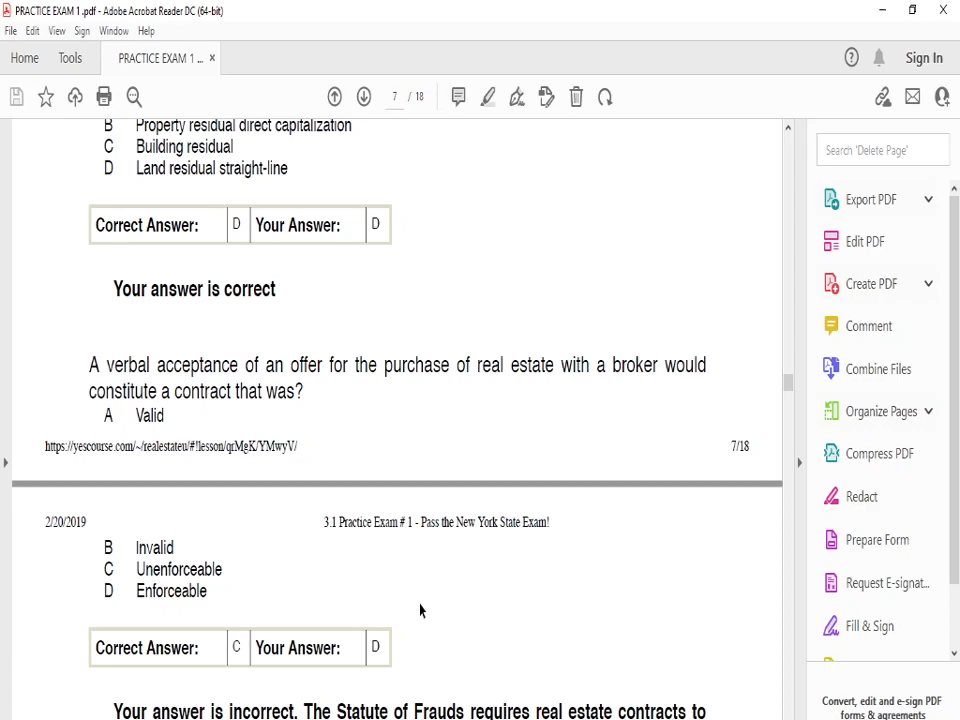 PRACTICE EXAM 1 .pdf - Adobe Acrobat Reader DC (64-bit)
File Edit View Sign Window Help
Home Tools PRACTICE EXAM 1 ... × Sign In
7 / 18
B Property residual direct capitalization
C Building residual
D Land residual straight-line
Correct Answer: D Your Answer: D
Your answer is correct
A verbal acceptance of an offer for the purchase of real estate with a broker would
constitute a contract that was?
A Valid
https://yescourse.com/~/realestateu/#!lesson/qrMgK/YMwyV/ 7/18
2/20/2019 3.1 Practice Exam # 1 - Pass the New York State Exam!
B Invalid
C Unenforceable
D Enforceable
Correct Answer: C Your Answer: D
Your answer is incorrect. The Statute of Frauds requires real estate contracts to
Search 'Delete Page'
Export PDF
Edit PDF
Create PDF
Comment
Combine Files
Organize Pages
Compress PDF
Redact
Prepare Form
Request E-signat...
Fill & Sign
Convert, edit and e-sign PDF
forms & agreements